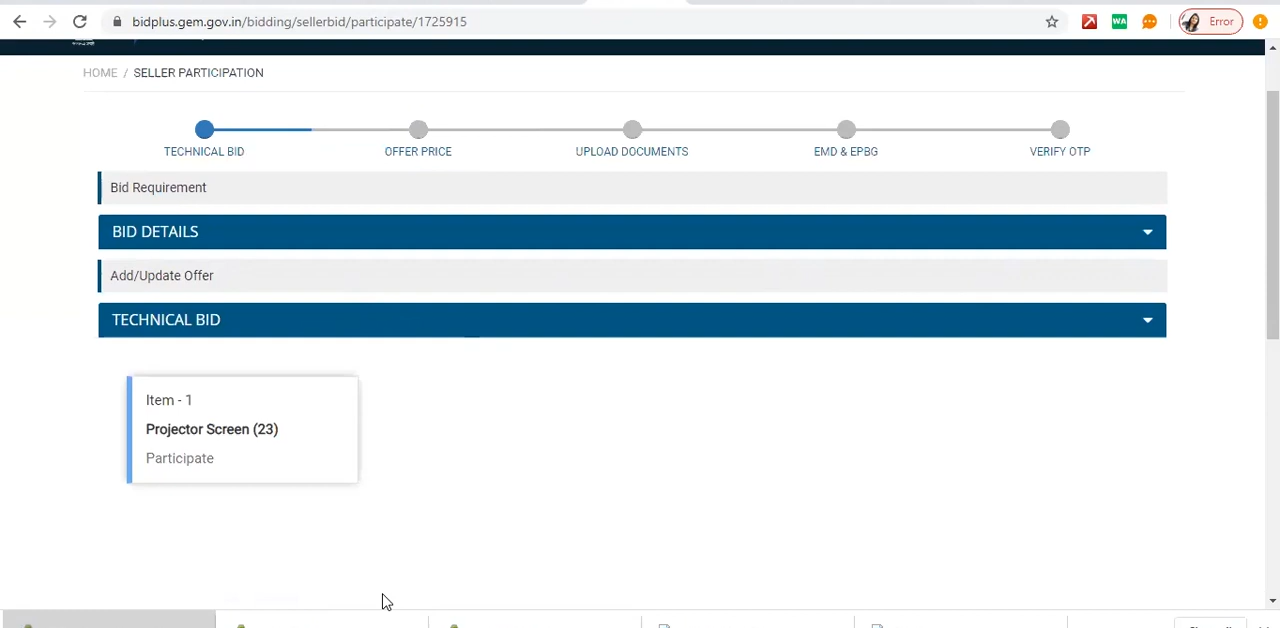 bidplus.gem.gov.in/bidding/sellerbid/participate/1725915
WA
Error
HOME / SELLER PARTICIPATION
TECHNICAL BID
OFFER PRICE
UPLOAD DOCUMENTS
EMD & EPBG
VERIFY OTP
Bid Requirement
BID DETAILS
Add/Update Offer
TECHNICAL BID
Item - 1
Projector Screen (23)
Participate